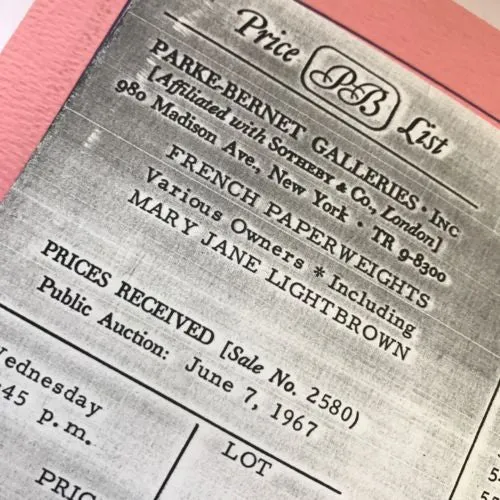 Price PB List
PARKE-BERNET GALLERIES · INC
[Affiliated with SOTHEBY & Co., London]
980 Madison Ave., New York · TR 9-8300
FRENCH PAPERWEIGHTS
Various Owners * Including
MARY JANE LIGHTBROWN
PRICES RECEIVED [Sale No. 2580)
Public Auction: June 7, 1967
45 p.m.
LOT